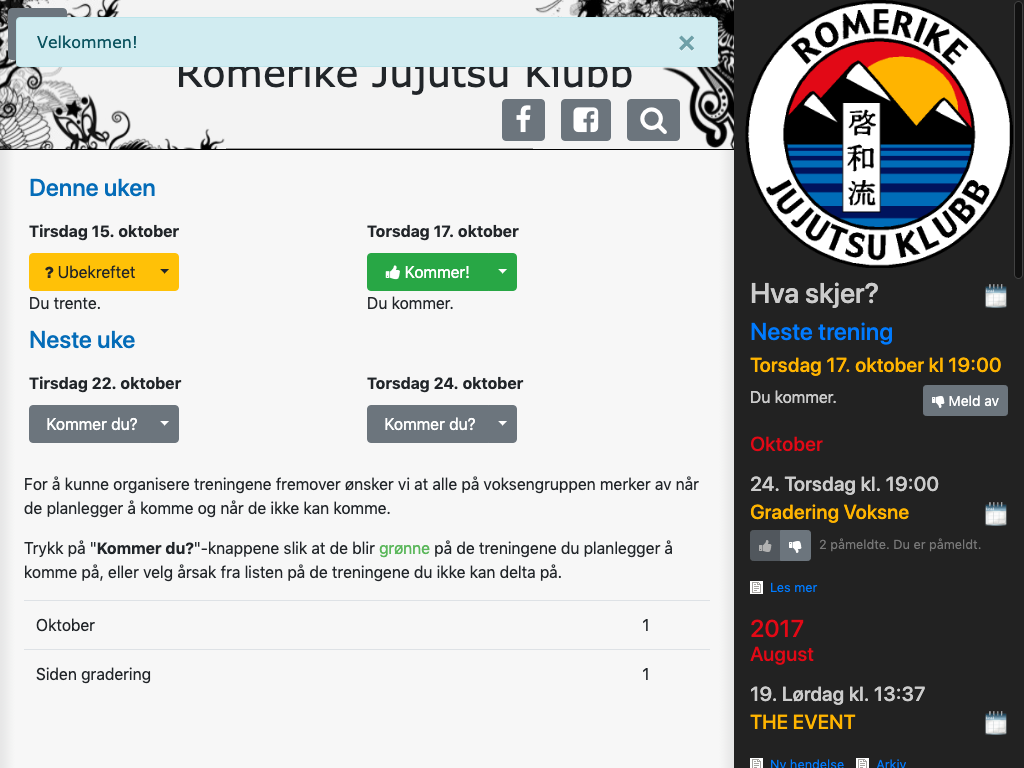 Velkommen!
×
Romerike Jujutsu Klubb
Denne uken
Tirsdag 15. oktober
Torsdag 17. oktober
? Ubekreftet
Kommer!
Du trente.
Du kommer.
Neste uke
Tirsdag 22. oktober
Torsdag 24. oktober
Kommer du?
Kommer du?
For å kunne organisere treningene fremover ønsker vi at alle på voksengruppen merker av når
de planlegger å komme og når de ikke kan komme.
Trykk på "Kommer du?"-knappene slik at de blir grønne på de treningene du planlegger å
komme på, eller velg årsak fra listen på de treningene du ikke kan delta på.
Oktober 1
Siden gradering 1
ROMERIKE
啓和流
JUJUTSU KLUBB
Hva skjer?
Neste trening
Torsdag 17. oktober kl 19:00
Du kommer.
Meld av
Oktober
24. Torsdag kl. 19:00
Gradering Voksne
2 påmeldte. Du er påmeldt.
Les mer
2017
August
19. Lørdag kl. 13:37
THE EVENT
Ny hendelse Arkiv